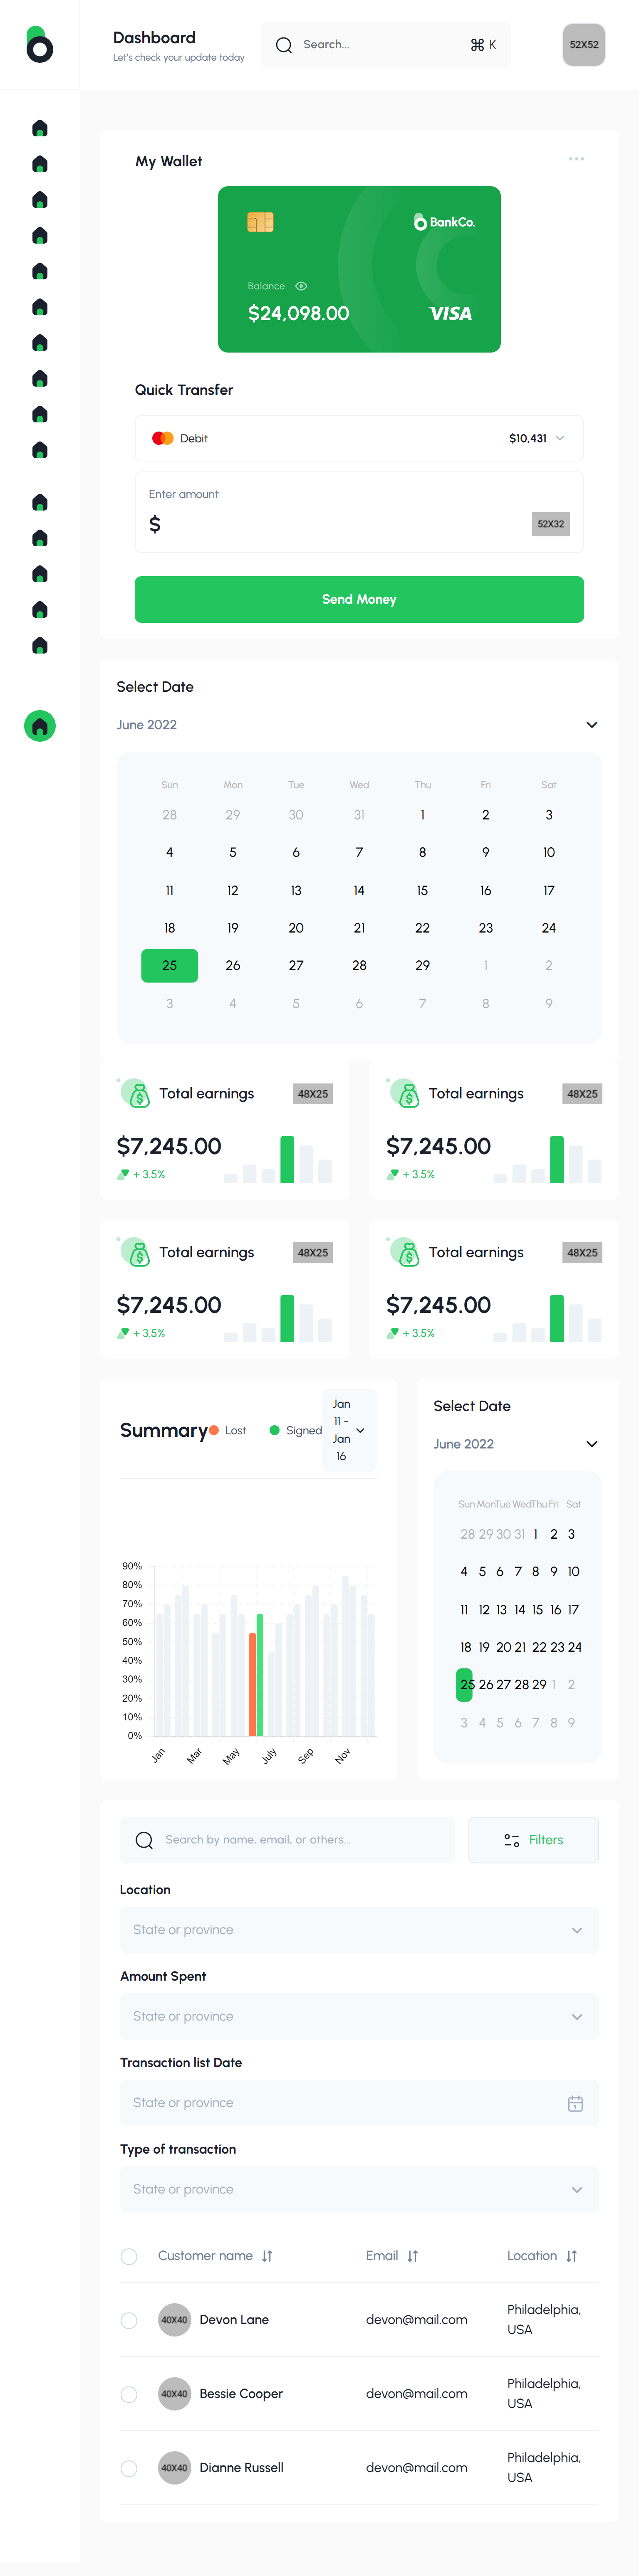 Dashboard
Let's check your update today
Search...
⌘ K
52X52
My Wallet
BankCo.
Balance
$24,098.00
VISA
Quick Transfer
Debit
$10,431
Enter amount
$
52X32
Send Money
Select Date
June 2022
Sun Mon Tue Wed Thu Fri Sat
28 29 30 31 1 2 3
4 5 6 7 8 9 10
11 12 13 14 15 16 17
18 19 20 21 22 23 24
25 26 27 28 29 1 2
3 4 5 6 7 8 9
Total earnings
48X25
$7,245.00
+ 3.5%
Total earnings
48X25
$7,245.00
+ 3.5%
Total earnings
48X25
$7,245.00
+ 3.5%
Total earnings
48X25
$7,245.00
+ 3.5%
Summary
Lost
Signed
Jan
11 -
Jan
16
90%
80%
70%
60%
50%
40%
30%
20%
10%
0%
Jan Mar May July Sep Nov
Select Date
June 2022
Sun Mon Tue Wed Thu Fri Sat
28 29 30 31 1 2 3
4 5 6 7 8 9 10
11 12 13 14 15 16 17
18 19 20 21 22 23 24
25 26 27 28 29 1 2
3 4 5 6 7 8 9
Search by name, email, or others...
Filters
Location
State or province
Amount Spent
State or province
Transaction list Date
State or province
Type of transaction
State or province
Customer name Email Location
40X40 Devon Lane devon@mail.com Philadelphia,
USA
40X40 Bessie Cooper devon@mail.com Philadelphia,
USA
40X40 Dianne Russell devon@mail.com Philadelphia,
USA